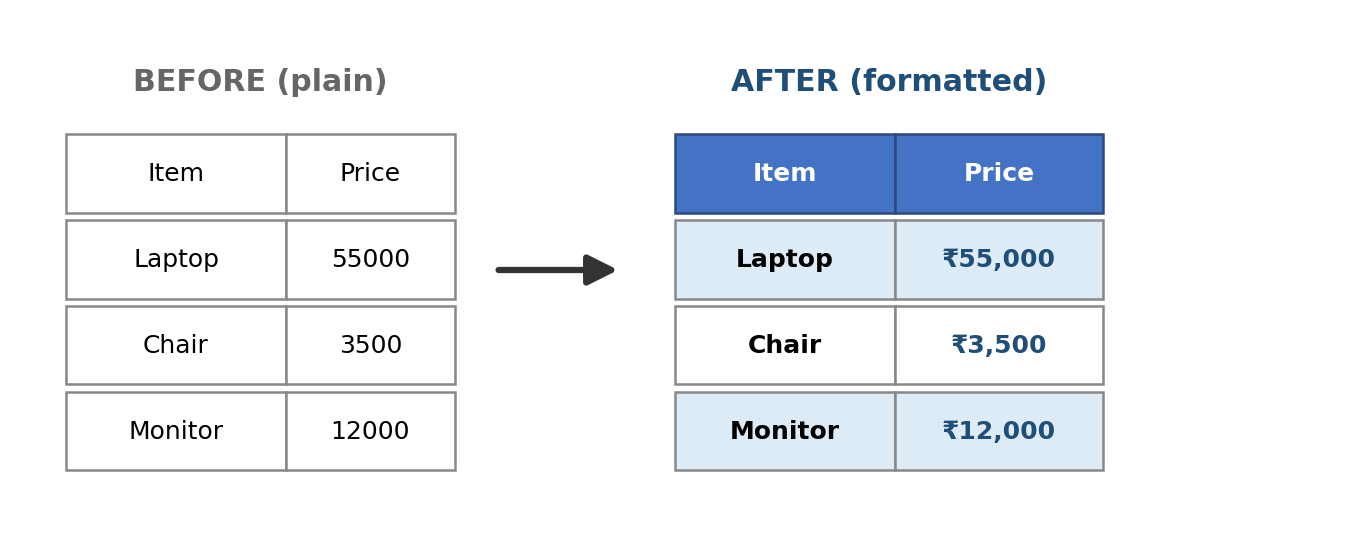 BEFORE (plain)
Item Price
Laptop 55000
Chair 3500
Monitor 12000
AFTER (formatted)
Item Price
Laptop ₹55,000
Chair ₹3,500
Monitor ₹12,000